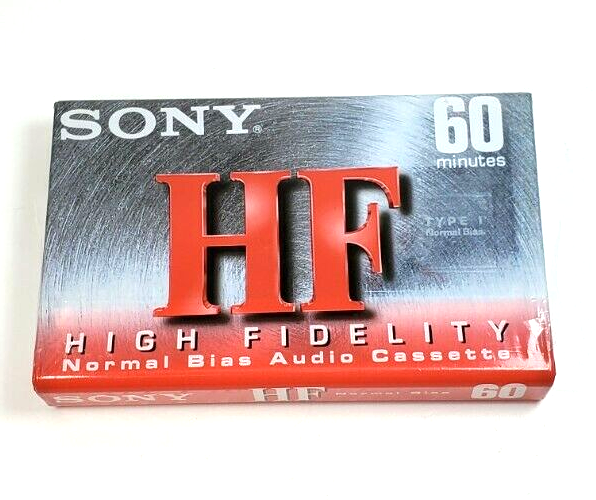 SONY®
60
minutes
HF
TYPE I
Normal Bias
HIGH FIDELITY
Normal Bias Audio Cassette
SONY HF Normal Bias 60